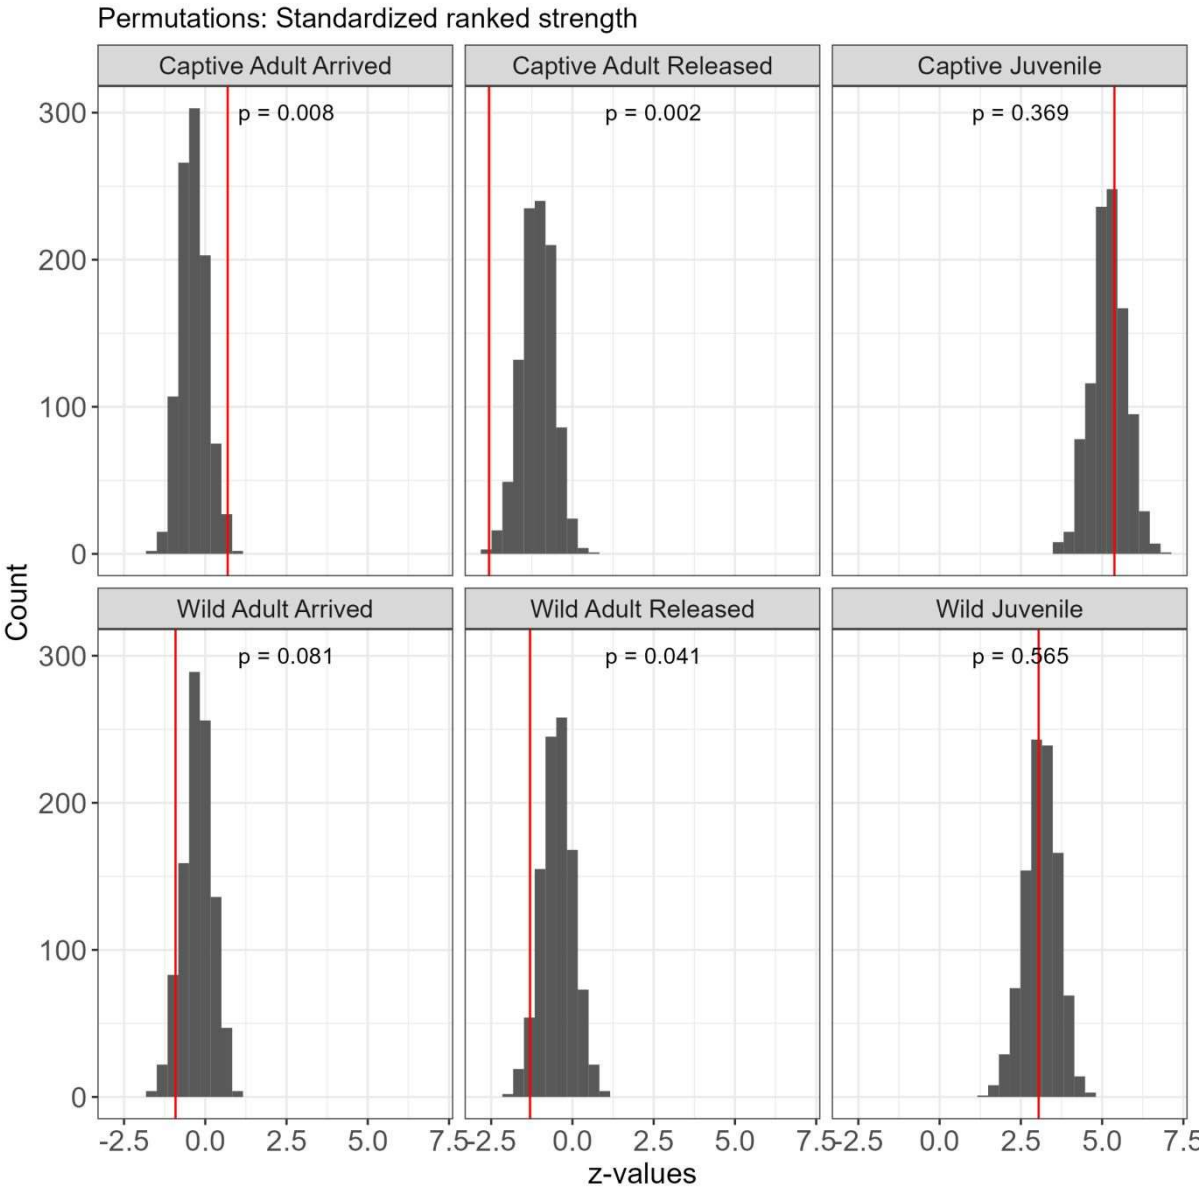 Permutations: Standardized ranked strength
Captive Adult Arrived
Captive Adult Released
Captive Juvenile
p = 0.008
p = 0.002
p = 0.369
300
200
100
0
Wild Adult Arrived
Wild Adult Released
Wild Juvenile
p = 0.081
p = 0.041
p = 0.565
300
200
100
0
Count
-2.5 0.0 2.5 5.0 7.5
-2.5 0.0 2.5 5.0 7.5
-2.5 0.0 2.5 5.0 7.5
z-values